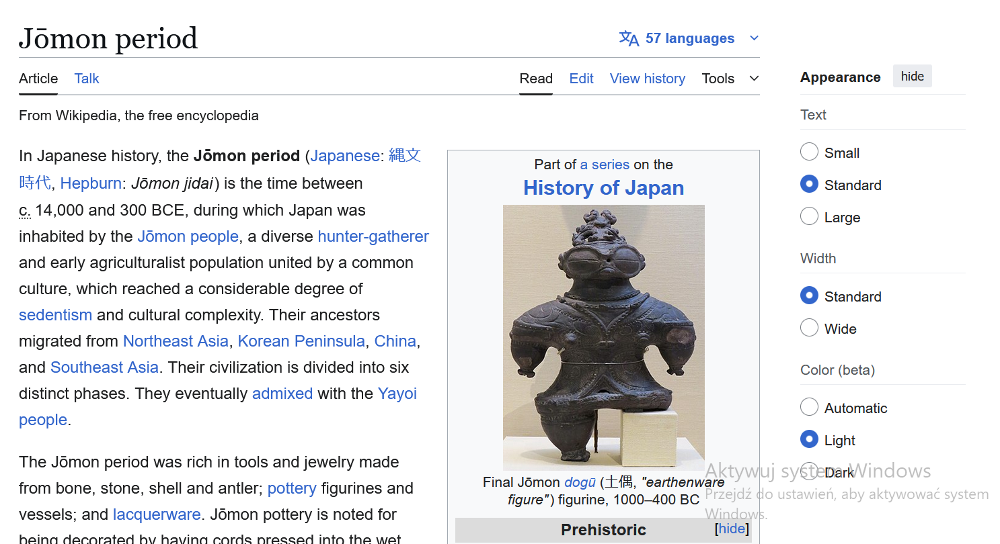 Jōmon period
57 languages
Article Talk
Read Edit View history Tools
From Wikipedia, the free encyclopedia
In Japanese history, the Jōmon period (Japanese: 縄文
時代, Hepburn: Jōmon jidai) is the time between
c. 14,000 and 300 BCE, during which Japan was
inhabited by the Jōmon people, a diverse hunter-gatherer
and early agriculturalist population united by a common
culture, which reached a considerable degree of
sedentism and cultural complexity. Their ancestors
migrated from Northeast Asia, Korean Peninsula, China,
and Southeast Asia. Their civilization is divided into six
distinct phases. They eventually admixed with the Yayoi
people.
The Jōmon period was rich in tools and jewelry made
from bone, stone, shell and antler; pottery figurines and
vessels; and lacquerware. Jōmon pottery is noted for
being decorated by having cords pressed into the wet
Part of a series on the
History of Japan
Final Jōmon dogū (土偶, "earthenware
figure") figurine, 1000–400 BC
Prehistoric
[hide]
Appearance hide
Text
Small
Standard
Large
Width
Standard
Wide
Color (beta)
Automatic
Light
Dark
Aktywuj system Windows
Przejdź do ustawień, aby aktywować system
Windows.